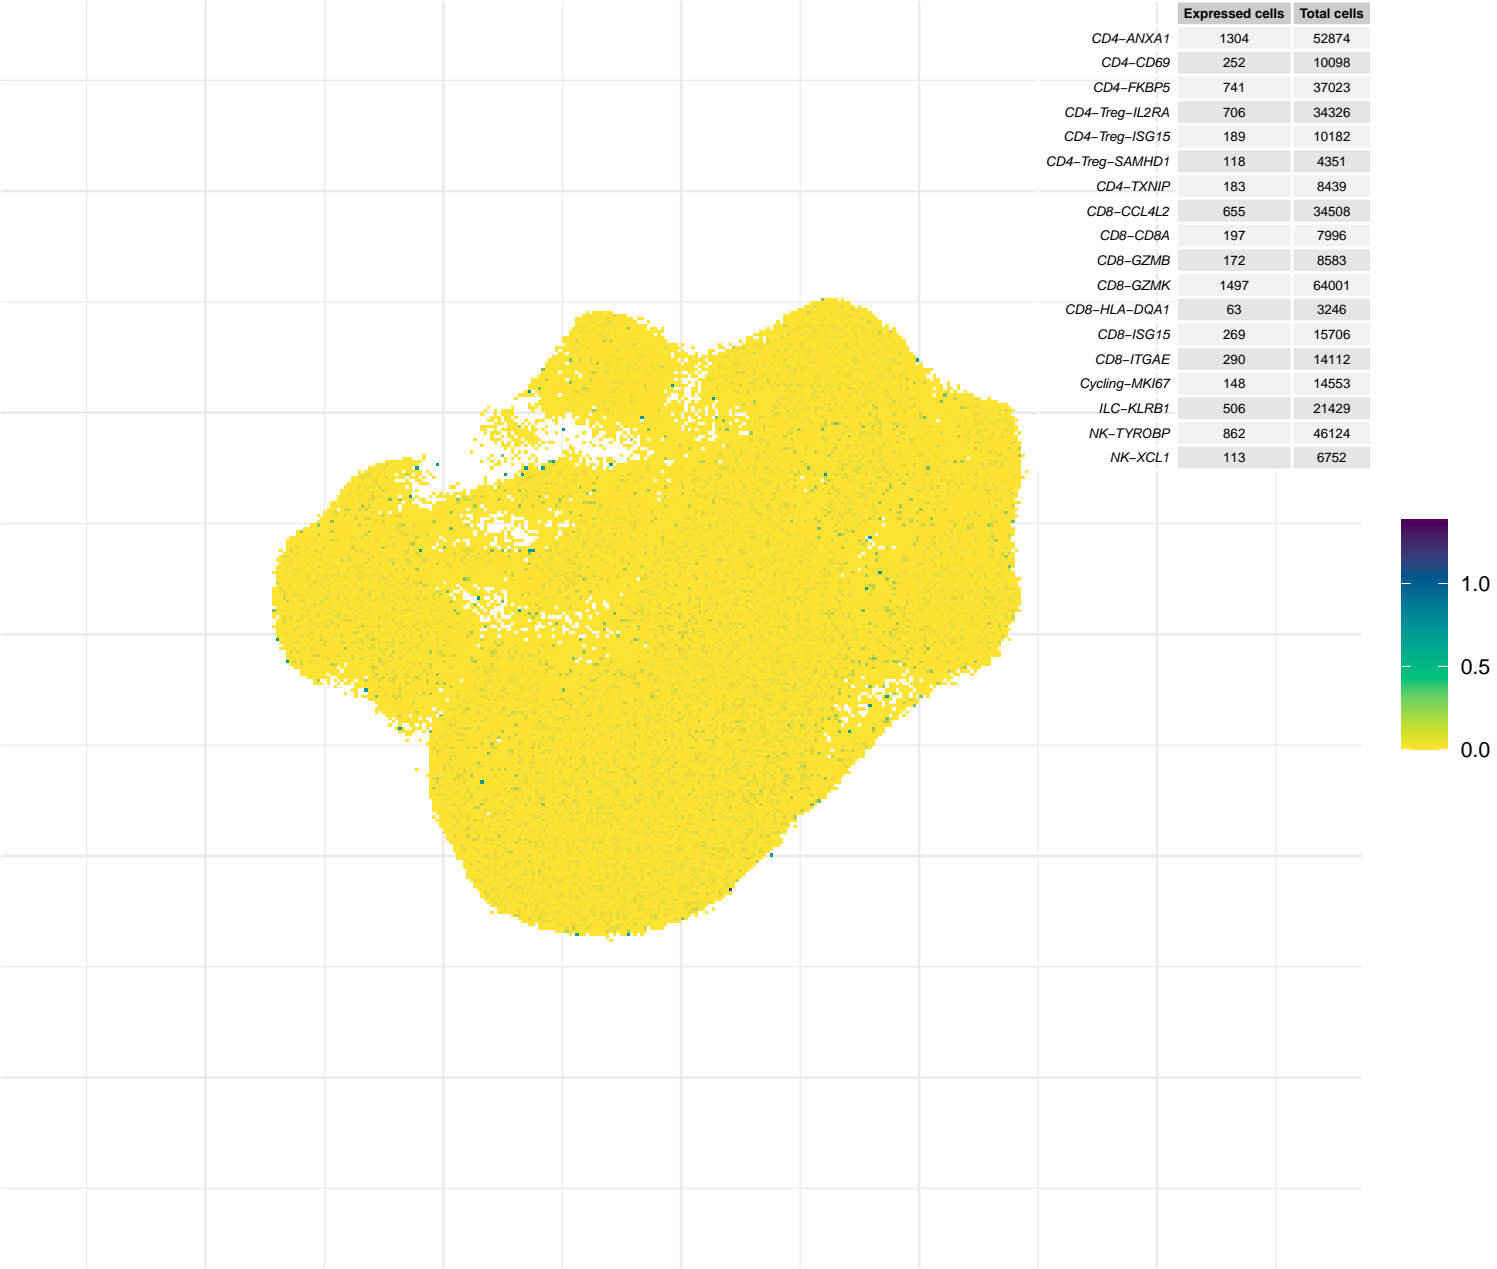 Expressed cells Total cells
CD4−ANXA1 1304 52874
CD4−CD69 252 10098
CD4−FKBP5 741 37023
CD4−Treg−IL2RA 706 34326
CD4−Treg−ISG15 189 10182
CD4−Treg−SAMHD1 118 4351
CD4−TXNIP 183 8439
CD8−CCL4L2 655 34508
CD8−CD8A 197 7996
CD8−GZMB 172 8583
CD8−GZMK 1497 64001
CD8−HLA−DQA1 63 3246
CD8−ISG15 269 15706
CD8−ITGAE 290 14112
Cycling−MKI67 148 14553
ILC−KLRB1 506 21429
NK−TYROBP 862 46124
NK−XCL1 113 6752
1.0
0.5
0.0